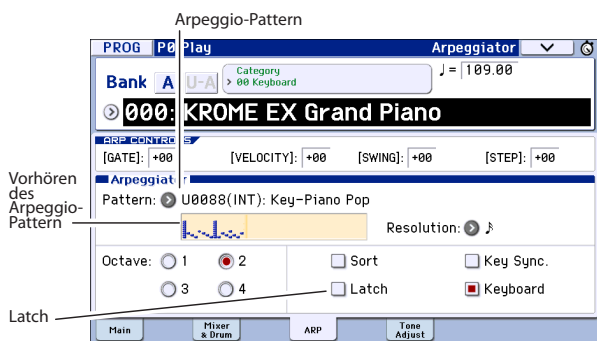 Arpeggio-Pattern
PROG P0 Play Arpeggiator
Bank A U-A Category 00 Keyboard ♩= 109.00
000: KROME EX Grand Piano
ARP CONTROLS
[GATE]: +00 [VELOCITY]: +00 [SWING]: +00 [STEP]: +00
Arpeggiator
Vorhören des Arpeggio-Pattern
Pattern: U0088(INT): Key-Piano Pop
Resolution: ♪
Octave: 1 2 Sort Key Sync.
3 4 Latch Keyboard
Latch
Main Mixer & Drum ARP Tone Adjust